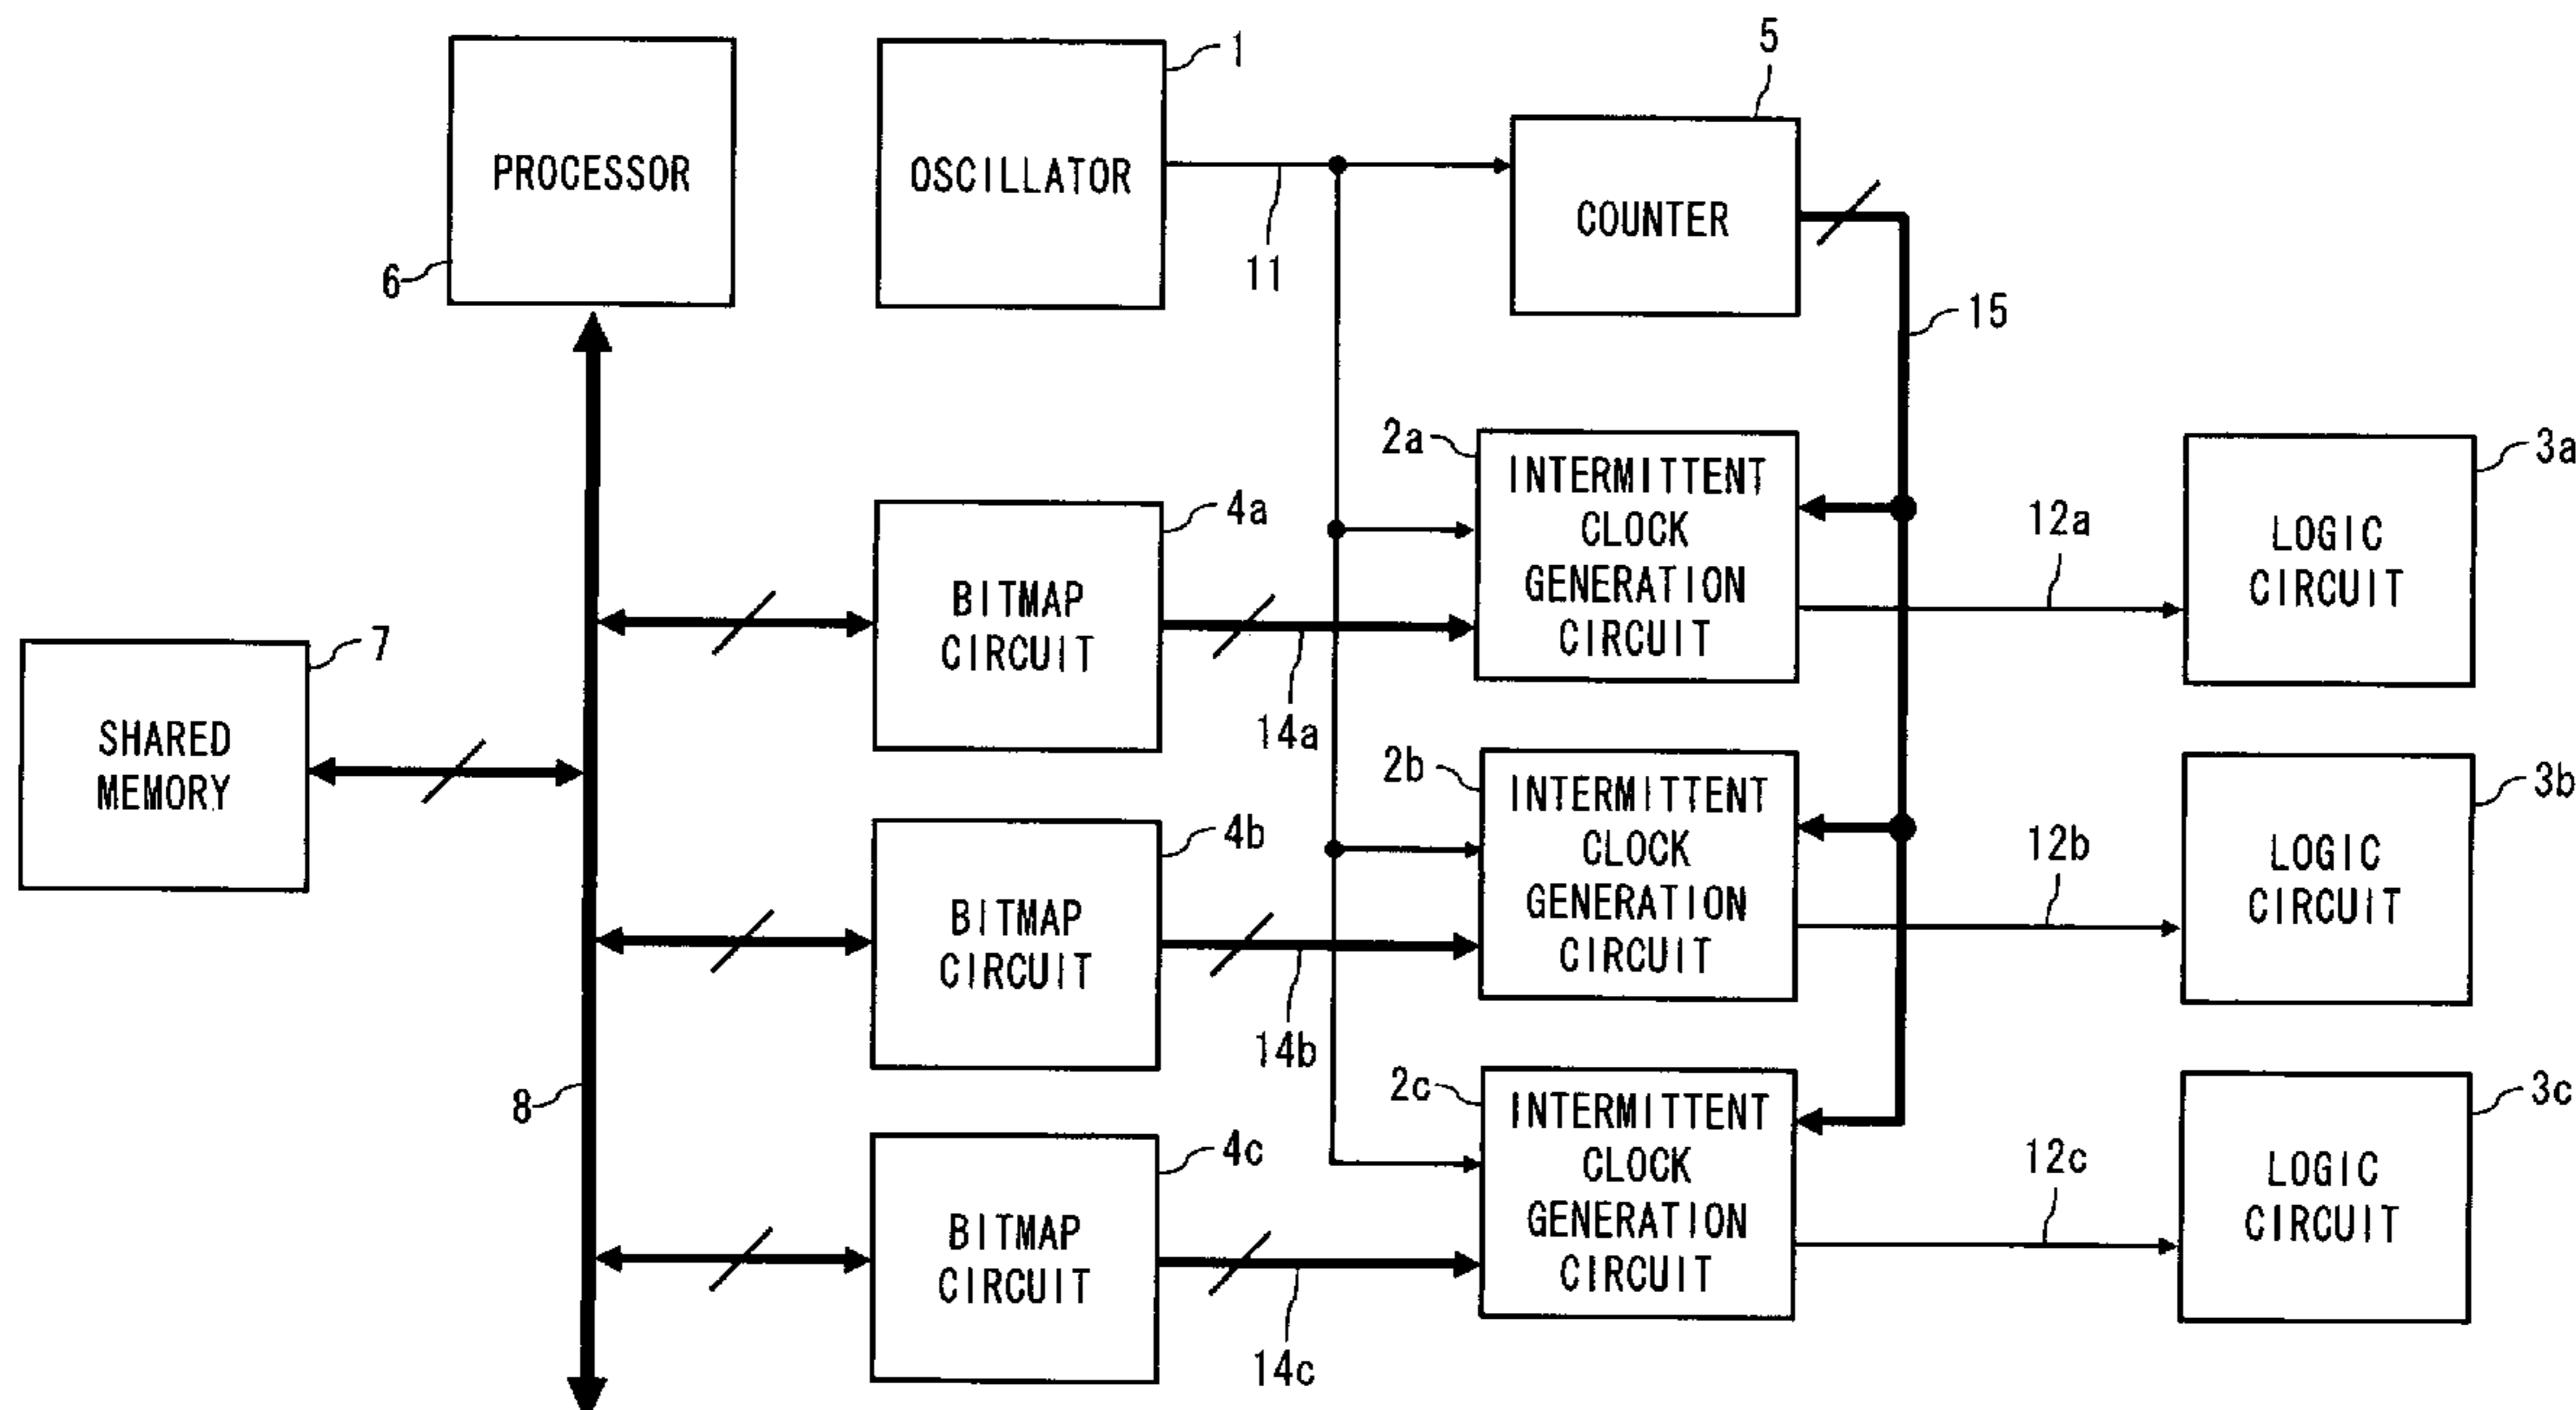 PROCESSOR
6
OSCILLATOR
1
11
COUNTER
5
15
SHARED
MEMORY
7
8
BITMAP
CIRCUIT
4a
14a
INTERMITTENT
CLOCK
GENERATION
CIRCUIT
2a
12a
LOGIC
CIRCUIT
3a
BITMAP
CIRCUIT
4b
14b
INTERMITTENT
CLOCK
GENERATION
CIRCUIT
2b
12b
LOGIC
CIRCUIT
3b
BITMAP
CIRCUIT
4c
14c
INTERMITTENT
CLOCK
GENERATION
CIRCUIT
2c
12c
LOGIC
CIRCUIT
3c